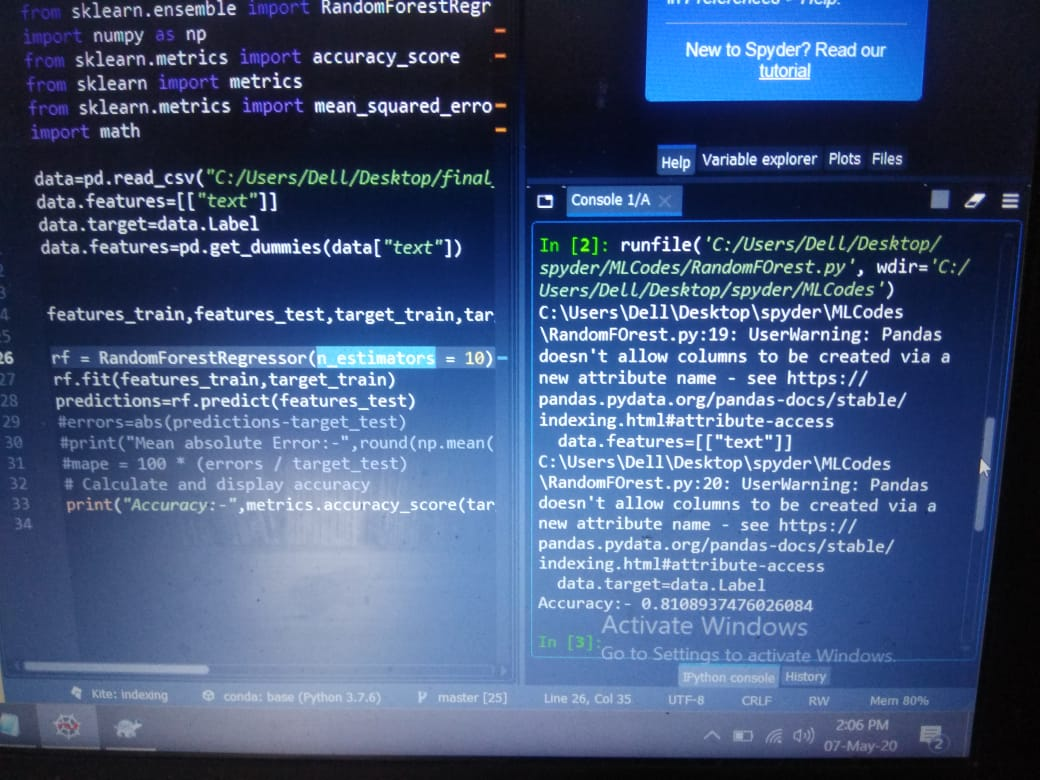 from sklearn.ensemble import RandomForestRegr
import numpy as np
from sklearn.metrics import accuracy_score
from sklearn import metrics
from sklearn.metrics import mean_squared_erro
import math
data=pd.read_csv("C:/Users/Dell/Desktop/final_
data.features=[["text"]]
data.target=data.Label
data.features=pd.get_dummies(data["text"])
features_train,features_test,target_train,tar
26 rf = RandomForestRegressor(n_estimators = 10)
27 rf.fit(features_train,target_train)
28 predictions=rf.predict(features_test)
29 #errors=abs(predictions-target_test)
30 #print("Mean absolute Error:-",round(np.mean(
31 #mape = 100 * (errors / target_test)
32 # Calculate and display accuracy
33 print("Accuracy:-",metrics.accuracy_score(tar
34
Kite: indexing
conda: base (Python 3.7.6)
master [25]
in Preferences > Help.
New to Spyder? Read our
tutorial
Help Variable explorer Plots Files
Console 1/A
In [2]: runfile('C:/Users/Dell/Desktop/
spyder/MLCodes/RandomFOrest.py', wdir='C:/
Users/Dell/Desktop/spyder/MLCodes')
C:\Users\Dell\Desktop\spyder\MLCodes
\RandomFOrest.py:19: UserWarning: Pandas
doesn't allow columns to be created via a
new attribute name - see https://
pandas.pydata.org/pandas-docs/stable/
indexing.html#attribute-access
data.features=[["text"]]
C:\Users\Dell\Desktop\spyder\MLCodes
\RandomFOrest.py:20: UserWarning: Pandas
doesn't allow columns to be created via a
new attribute name - see https://
pandas.pydata.org/pandas-docs/stable/
indexing.html#attribute-access
data.target=data.Label
Accuracy:- 0.8108937476026084
In [3]:
Activate Windows
Go to Settings to activate Windows.
IPython console History
Line 26, Col 35 UTF-8 CRLF RW Mem 80%
2:06 PM
07-May-20
2